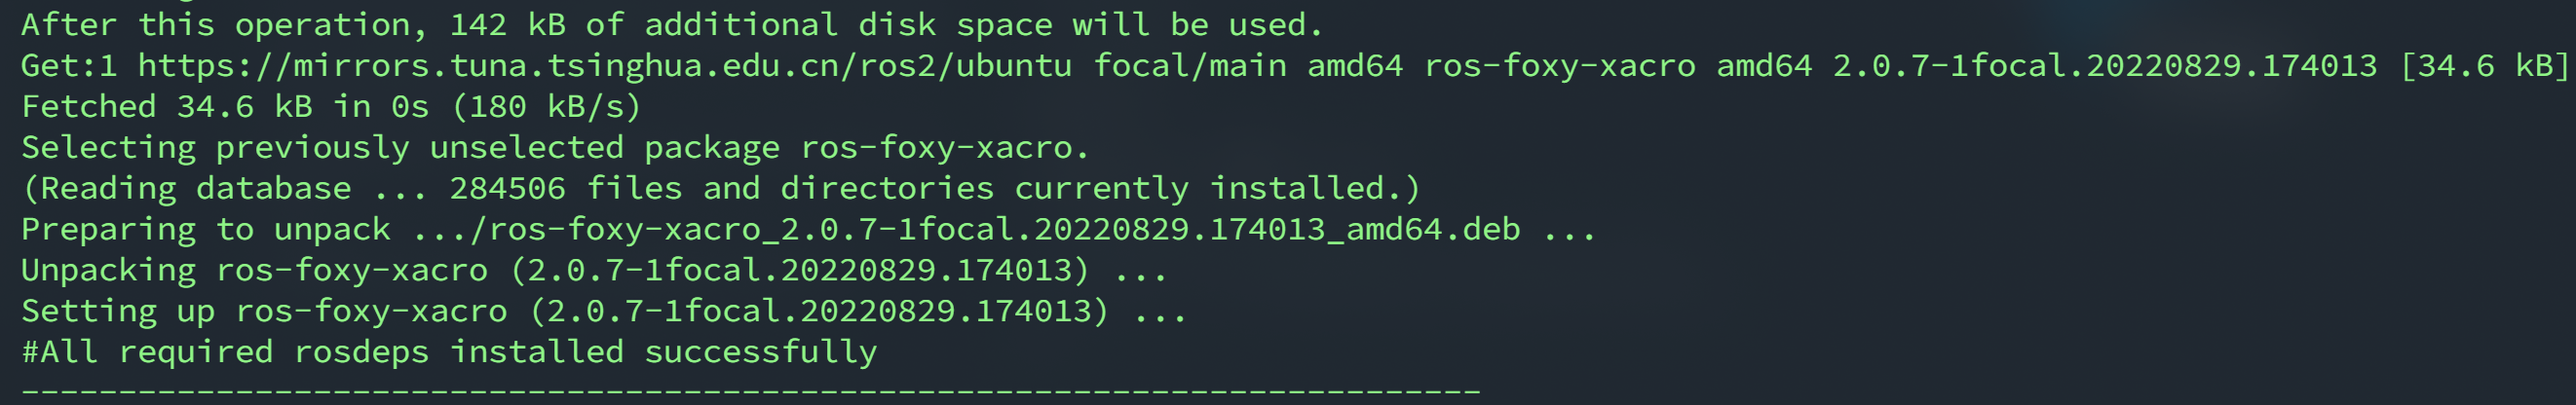 After this operation, 142 kB of additional disk space will be used.
Get:1 https://mirrors.tuna.tsinghua.edu.cn/ros2/ubuntu focal/main amd64 ros-foxy-xacro amd64 2.0.7-1focal.20220829.174013 [34.6 kB]
Fetched 34.6 kB in 0s (180 kB/s)
Selecting previously unselected package ros-foxy-xacro.
(Reading database ... 284506 files and directories currently installed.)
Preparing to unpack .../ros-foxy-xacro_2.0.7-1focal.20220829.174013_amd64.deb ...
Unpacking ros-foxy-xacro (2.0.7-1focal.20220829.174013) ...
Setting up ros-foxy-xacro (2.0.7-1focal.20220829.174013) ...
#All required rosdeps installed successfully
---------------------------------------------------------------------------